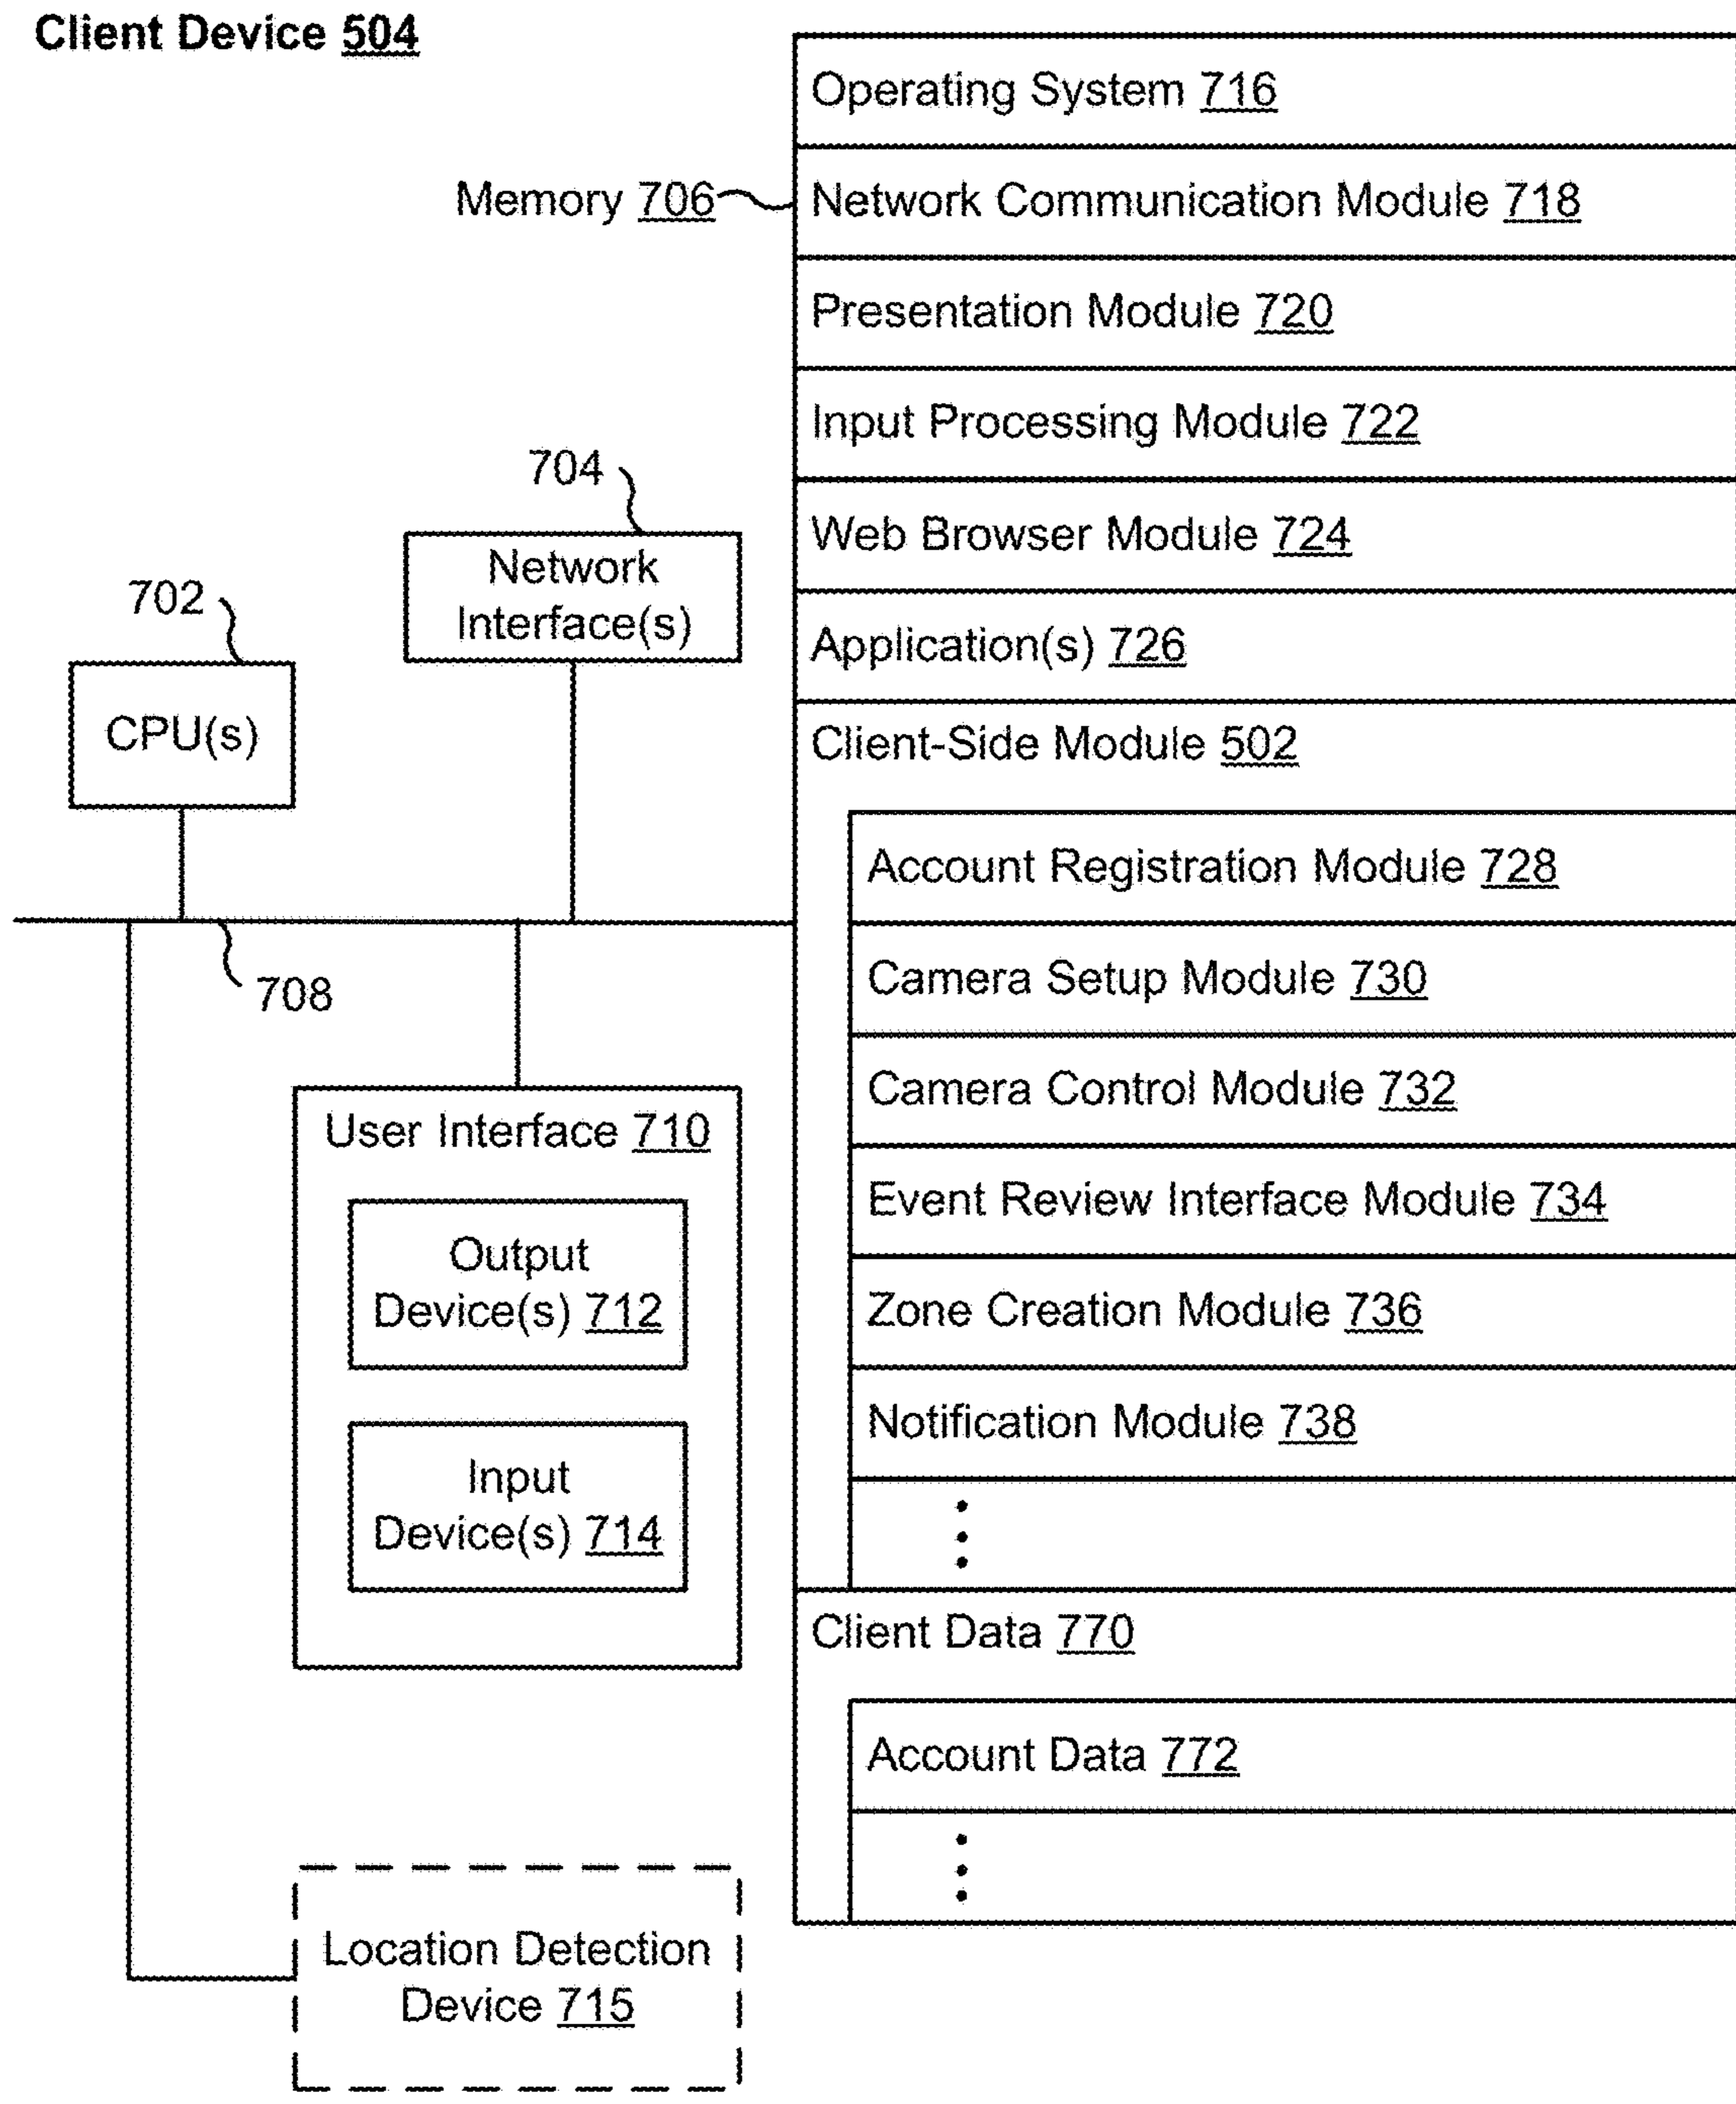 Client Device 504
Operating System 716
Memory 706
Network Communication Module 718
Presentation Module 720
Input Processing Module 722
704
Web Browser Module 724
Network
Interface(s)
702
Application(s) 726
CPU(s)
Client-Side Module 502
Account Registration Module 728
708
Camera Setup Module 730
Camera Control Module 732
User Interface 710
Event Review Interface Module 734
Output
Device(s) 712
Zone Creation Module 736
Notification Module 738
Input
Device(s) 714
Client Data 770
Account Data 772
Location Detection
Device 715